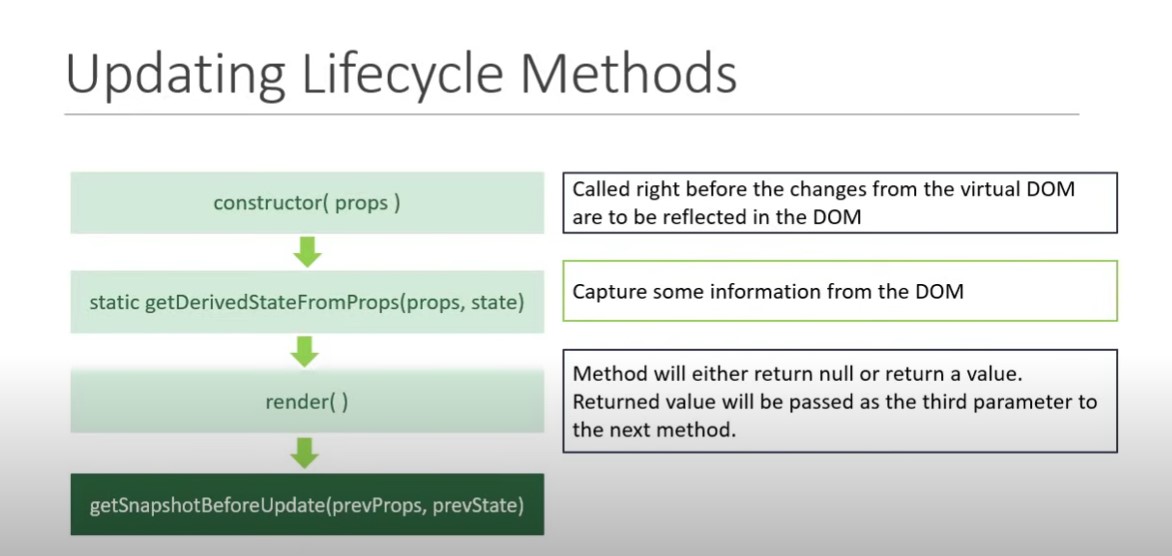 Updating Lifecycle Methods
constructor( props )
static getDerivedStateFromProps(props, state)
render( )
getSnapshotBeforeUpdate(prevProps, prevState)
Called right before the changes from the virtual DOM
are to be reflected in the DOM
Capture some information from the DOM
Method will either return null or return a value.
Returned value will be passed as the third parameter to
the next method.